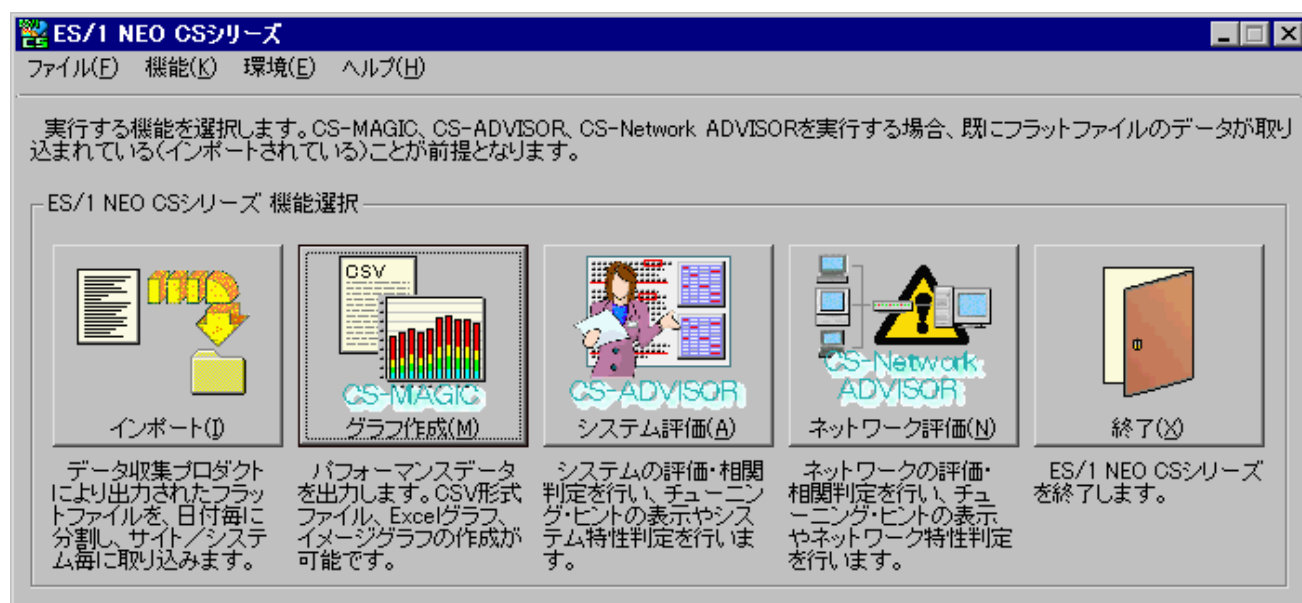 ES/1 NEO CSシリーズ
ファイル(F) 機能(K) 環境(E) ヘルプ(H)
実行する機能を選択します。CS-MAGIC、CS-ADVISOR、CS-Network ADVISORを実行する場合、既にフラットファイルのデータが取り
込まれている(インポートされている)ことが前提となります。
ES/1 NEO CSシリーズ 機能選択
インポート(I)
データ収集プロダクト
により出力されたフラッ
トファイルを、日付毎に
分割し、サイト/システ
ム毎に取り込みます。
CSV
CS-MAGIC
グラフ作成(M)
パフォーマンスデータ
を出力します。CSV形式
ファイル、Excelグラフ、
イメージグラフの作成が
可能です。
CS-ADVISOR
システム評価(A)
システムの評価・相関
判定を行い、チューニン
グ・ヒントの表示やシス
テム特性判定を行いま
す。
CS-Network
ADVISOR
ネットワーク評価(N)
ネットワークの評価・
相関判定を行い、チュ
ーニング・ヒントの表示
やネットワーク特性判定
を行います。
終了(X)
ES/1 NEO CSシリーズ
を終了します。